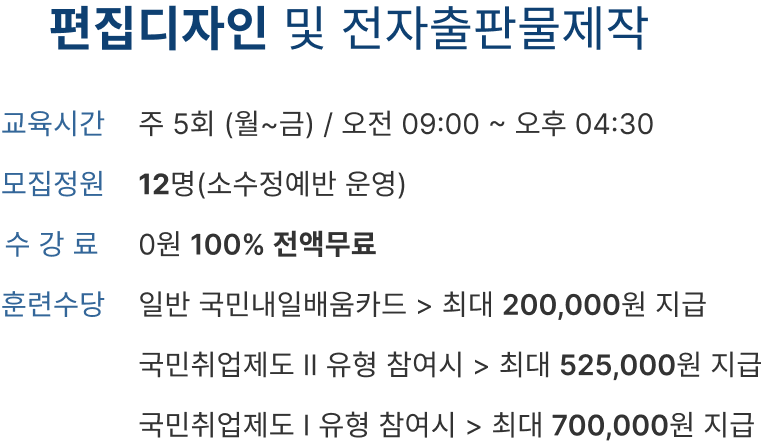 편집디자인 및 전자출판물제작
교육시간 주 5회 (월~금) / 오전 09:00 ~ 오후 04:30
모집정원 12명(소수정예반 운영)
수 강 료 0원 100% 전액무료
훈련수당 일반 국민내일배움카드 > 최대 200,000원 지급
국민취업제도 II 유형 참여시 > 최대 525,000원 지급
국민취업제도 I 유형 참여시 > 최대 700,000원 지급